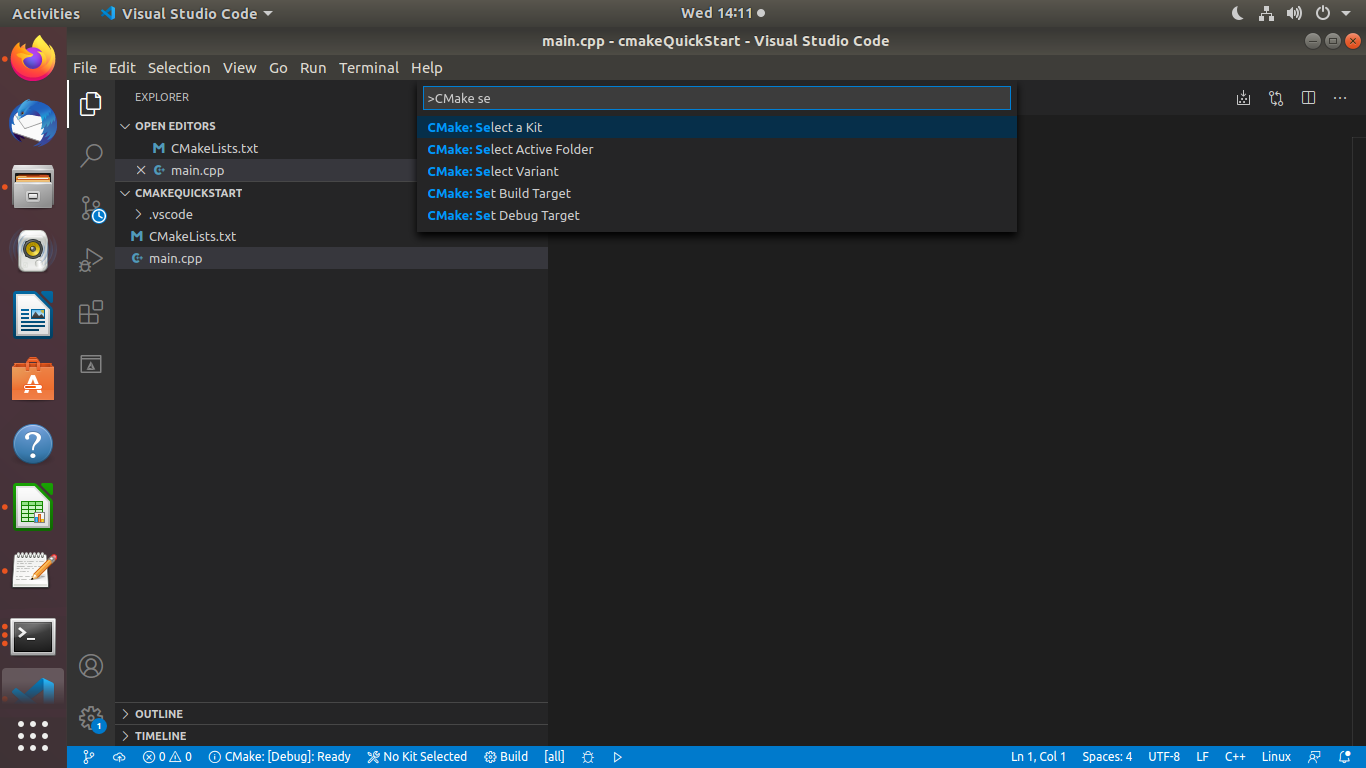 Activities
Visual Studio Code
Wed 14:11
main.cpp - cmakeQuickStart - Visual Studio Code
File Edit Selection View Go Run Terminal Help
EXPLORER
>CMake se
OPEN EDITORS
CMakeLists.txt
main.cpp
CMAKEQUICKSTART
.vscode
CMakeLists.txt
main.cpp
CMake: Select a Kit
CMake: Select Active Folder
CMake: Select Variant
CMake: Set Build Target
CMake: Set Debug Target
1
OUTLINE
TIMELINE
0 0 CMake: [Debug]: Ready No Kit Selected Build [all] Ln 1, Col 1 Spaces: 4 UTF-8 LF C++ Linux